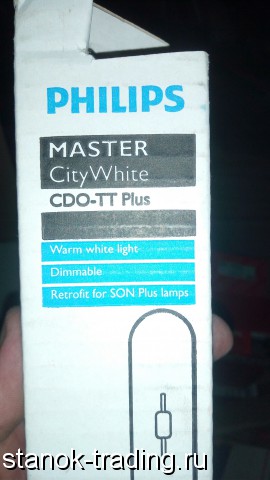 PHILIPS
MASTER
CityWhite
CDO-TT Plus
Warm white light
Dimmable
Retrofit for SON Plus lamps
stanok-trading.ru